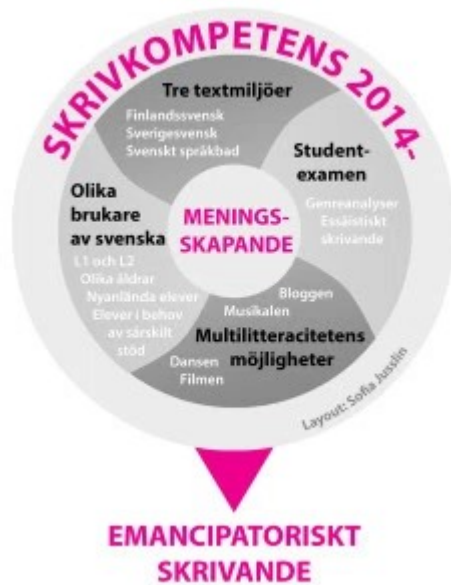 SKRIVKOMPETENS 2014-
Tre textmiljöer
Finlandssvensk
Sverigesvensk
Svenskt språkbad
Student-
examen
Genreanalyser
Essäistiskt
skrivande
Olika
brukare
av svenska
L1 och L2
Olika åldrar
Nyanlända elever
Elever i behov
av särskilt
stöd
MENINGS-
SKAPANDE
Bloggen
Musikalen
Multilitteracitetens
möjligheter
Dansen
Filmen
Layout: Sofia Jusslin
EMANCIPATORISKT
SKRIVANDE